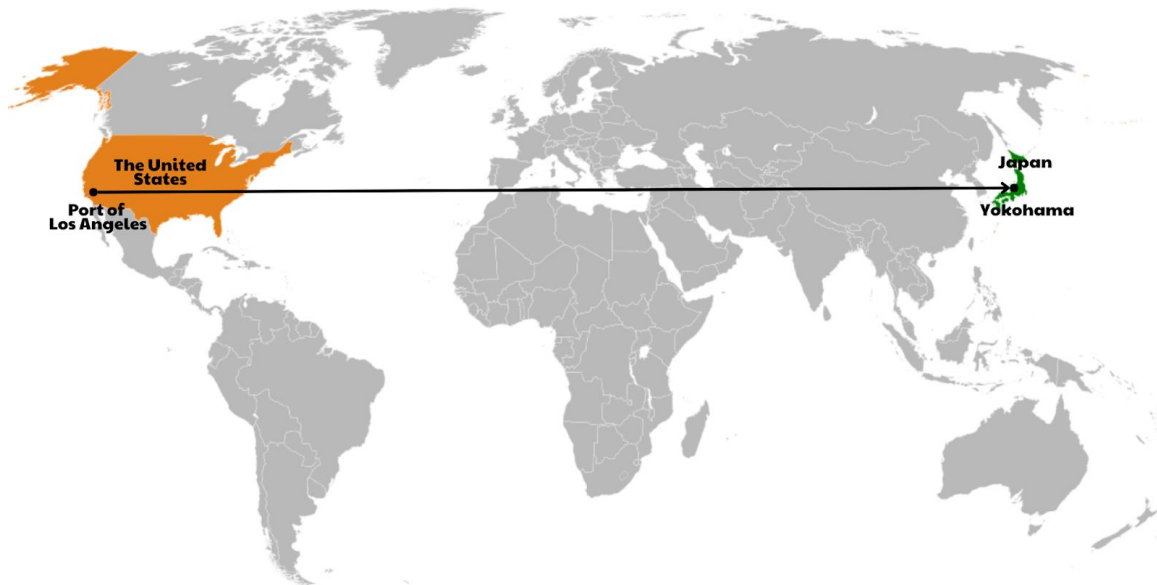 The United
States
Port of
Los Angeles
Japan
Yokohama